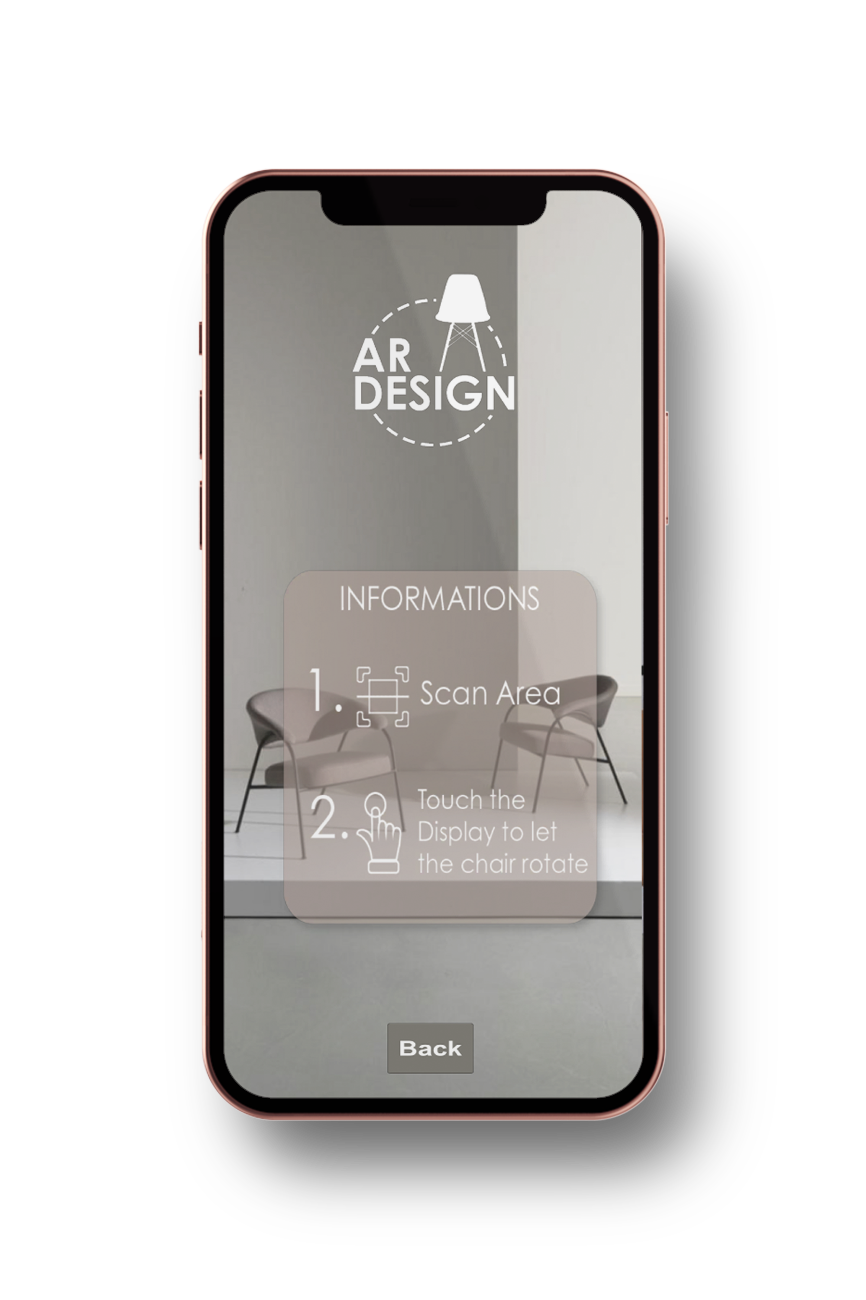 AR
DESIGN
INFORMATIONS
1. Scan Area
2. Touch the
Display to let
the chair rotate
Back